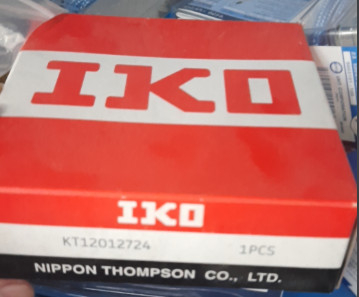 IKO
IKO
KT12012724 1PCS
NIPPON THOMPSON CO., LTD.